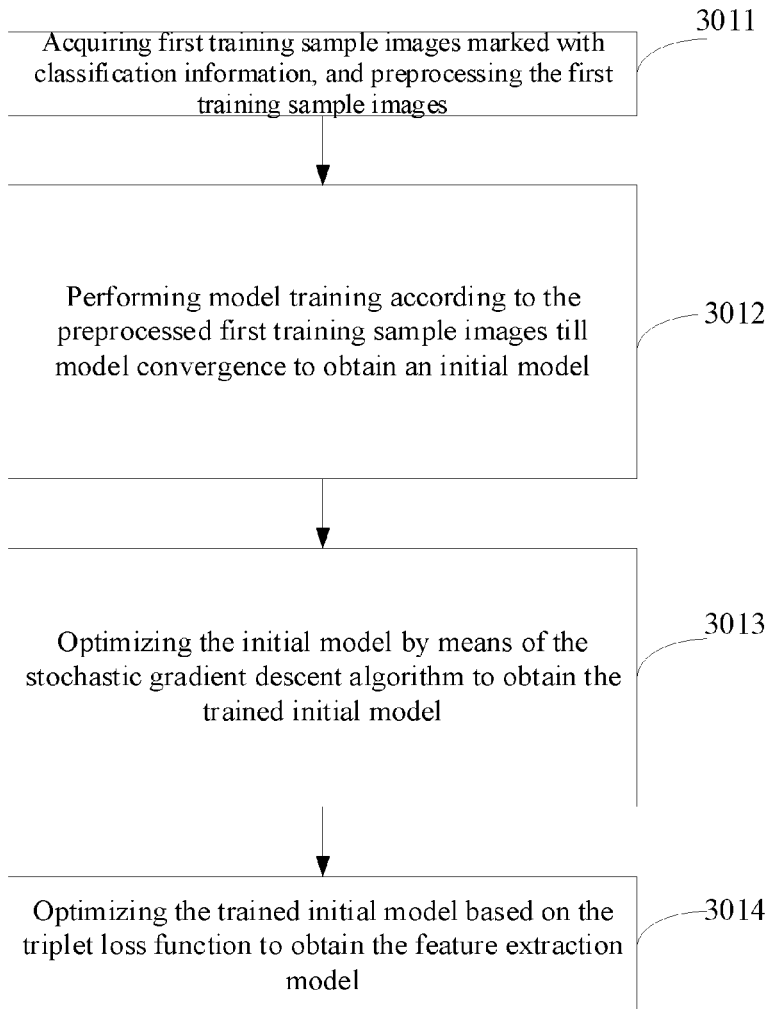 3011
Acquiring first training sample images marked with
classification information, and preprocessing the first
training sample images
Performing model training according to the
preprocessed first training sample images till
model convergence to obtain an initial model
3012
Optimizing the initial model by means of the
stochastic gradient descent algorithm to obtain the
trained initial model
3013
Optimizing the trained initial model based on the
triplet loss function to obtain the feature extraction
model
3014